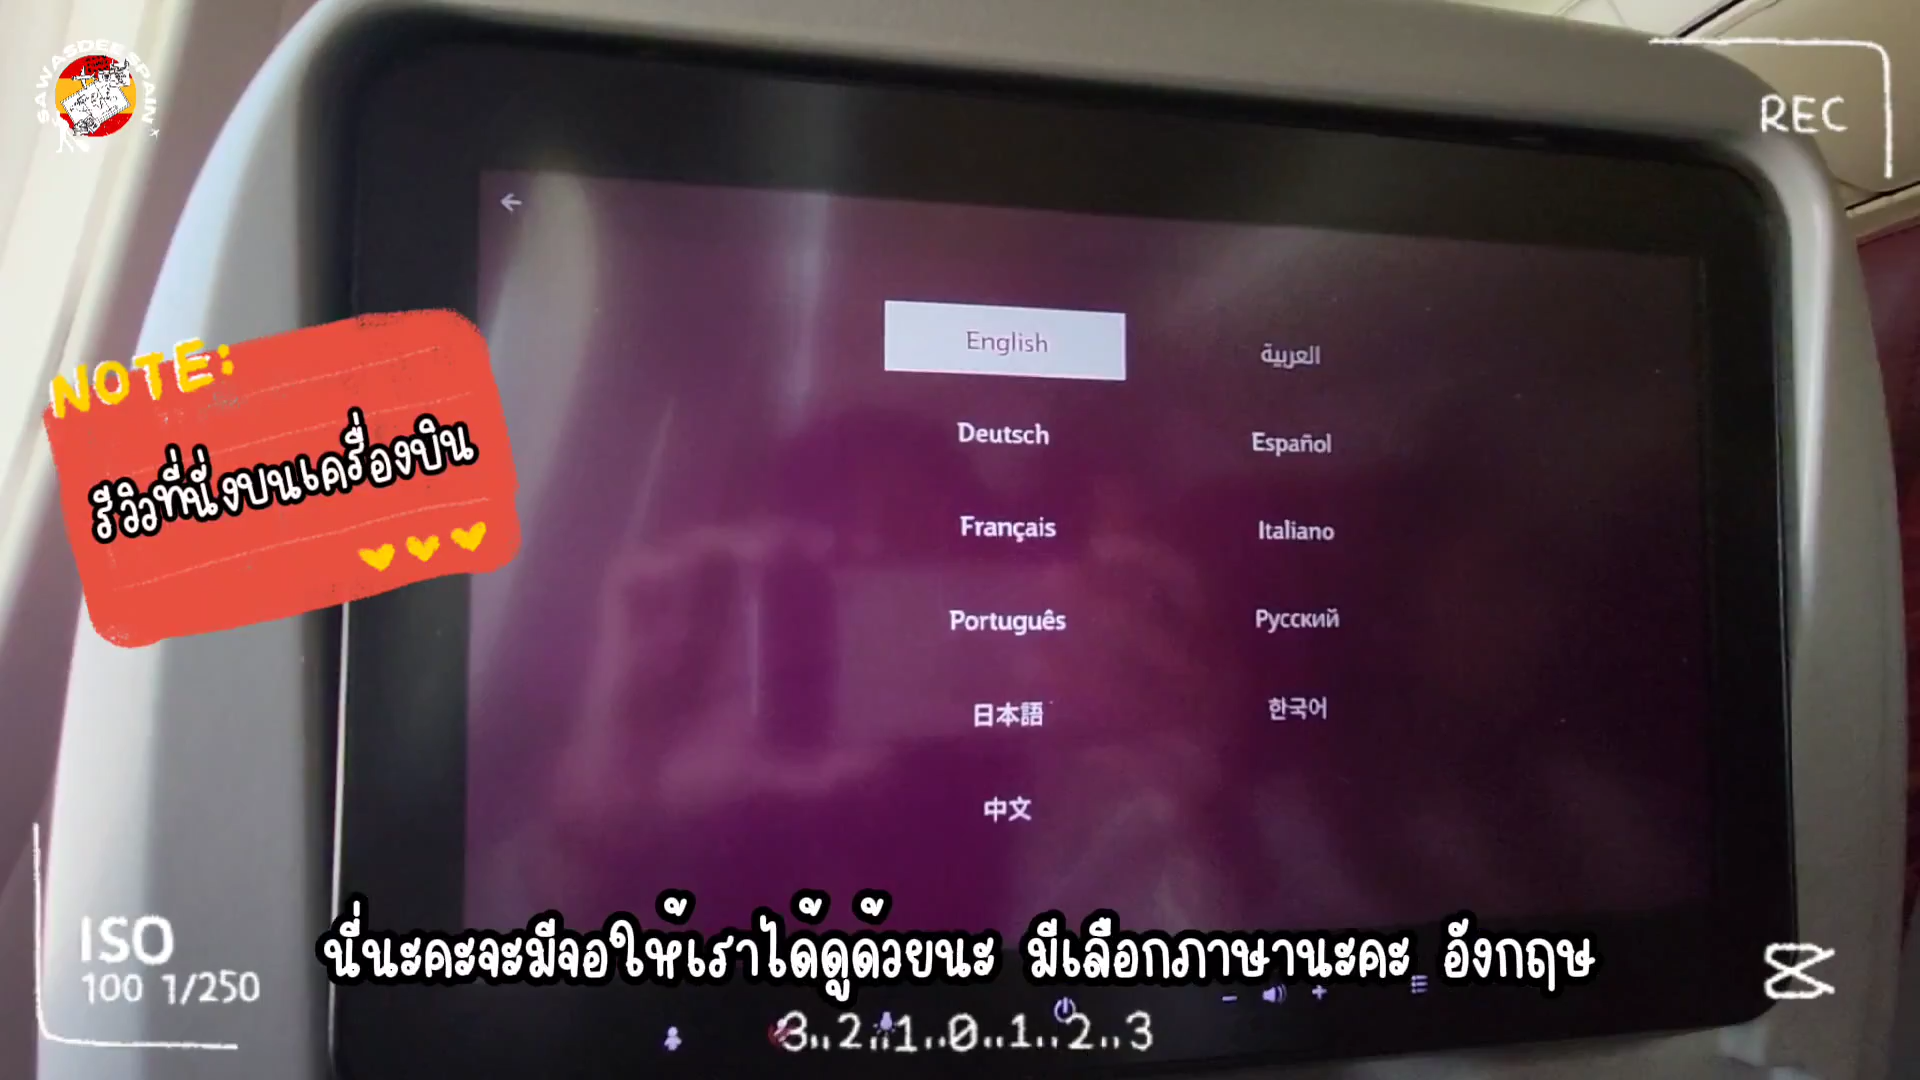 SAWASDEE SPAIN
REC
NOTE:
รีวิวที่นั่งบนเครื่องบิน
English
العربية
Deutsch
Español
Français
Italiano
Português
Русский
日本語
한국어
中文
ISO
100 1/250
นี่นะคะจะมีจอให้เราได้ดูด้วยนะ มีเลือกภาษานะคะ อังกฤษ
3..2..1..0..1..2..3